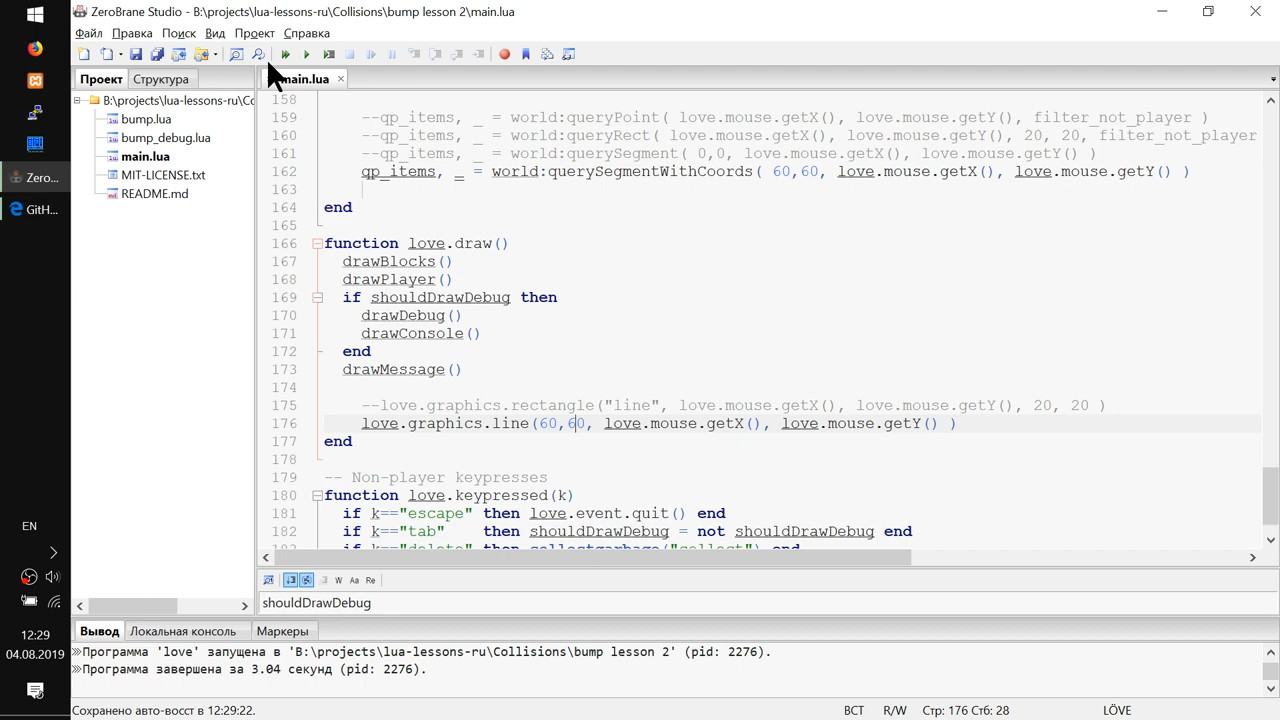 ZeroBrane Studio - B:\projects\lua-lessons-ru\Collisions\bump lesson 2\main.lua
Файл Правка Поиск Вид Проект Справка
Проект Структура
main.lua
B:\projects\lua-lessons-ru\Co
bump.lua
bump_debug.lua
main.lua
MIT-LICENSE.txt
README.md
Zero...
GitH...
158
159 --qp_items, _ = world:queryPoint( love.mouse.getX(), love.mouse.getY(), filter_not_player )
160 --qp_items, _ = world:queryRect( love.mouse.getX(), love.mouse.getY(), 20, 20, filter_not_player
161 --qp_items, _ = world:querySegment( 0,0, love.mouse.getX(), love.mouse.getY() )
162 qp_items, _ = world:querySegmentWithCoords( 60,60, love.mouse.getX(), love.mouse.getY() )
163
164 end
165
166 function love.draw()
167 drawBlocks()
168 drawPlayer()
169 if shouldDrawDebug then
170 drawDebug()
171 drawConsole()
172 end
173 drawMessage()
174
175 --love.graphics.rectangle("line", love.mouse.getX(), love.mouse.getY(), 20, 20 )
176 love.graphics.line(60,60, love.mouse.getX(), love.mouse.getY() )
177 end
178
179 -- Non-player keypresses
180 function love.keypressed(k)
181 if k=="escape" then love.event.quit() end
182 if k=="tab" then shouldDrawDebug = not shouldDrawDebug end
183 if k=="delete" then collectgarbage("collect") end
W Aa Re
shouldDrawDebug
Вывод Локальная консоль Маркеры
Программа 'love' запущена в 'B:\projects\lua-lessons-ru\Collisions\bump lesson 2' (pid: 2276).
Программа завершена за 3.04 секунд (pid: 2276).
Сохранено авто-восст в 12:29:22.
ВСТ R/W Стр: 176 Стб: 28 LÖVE
EN
12:29
04.08.2019